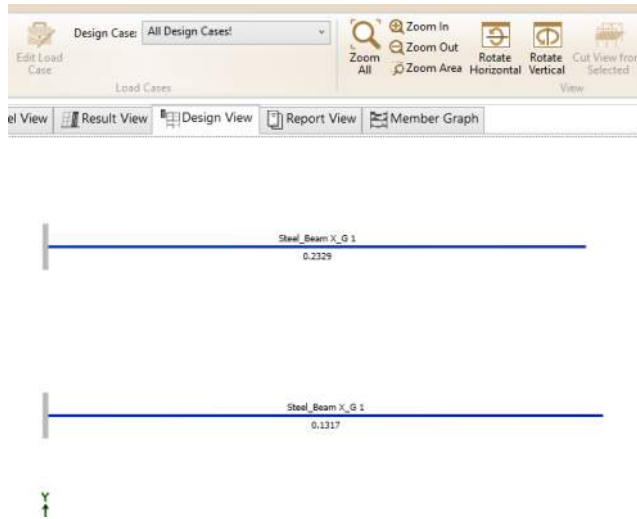 Edit Load
Case
Design Case: All Design Cases!
Load Cases
Zoom
All
Zoom In
Zoom Out
Zoom Area
Rotate
Horizontal
Rotate
Vertical
Cut View from
Selected
View
el View
Result View
Design View
Report View
Member Graph
Steel_Beam X_G 1
0.2329
Steel_Beam X_G 1
0.1317
Y